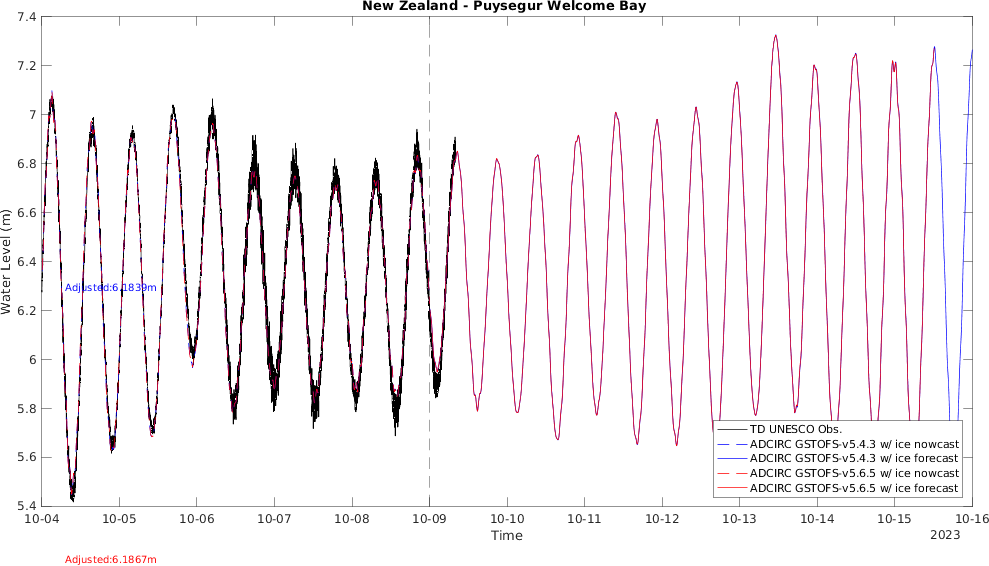 New Zealand - Puysegur Welcome Bay
7.4
7.2
7
6.8
6.6
6.4
6.2
6
5.8
5.6
5.4
Water Level (m)
Adjusted:6.1839m
TD UNESCO Obs.
ADCIRC GSTOFS-v5.4.3 w/ ice nowcast
ADCIRC GSTOFS-v5.4.3 w/ ice forecast
ADCIRC GSTOFS-v5.6.5 w/ ice nowcast
ADCIRC GSTOFS-v5.6.5 w/ ice forecast
10-04 10-05 10-06 10-07 10-08 10-09 10-10 10-11 10-12 10-13 10-14 10-15 10-16
Time
2023
Adjusted:6.1867m